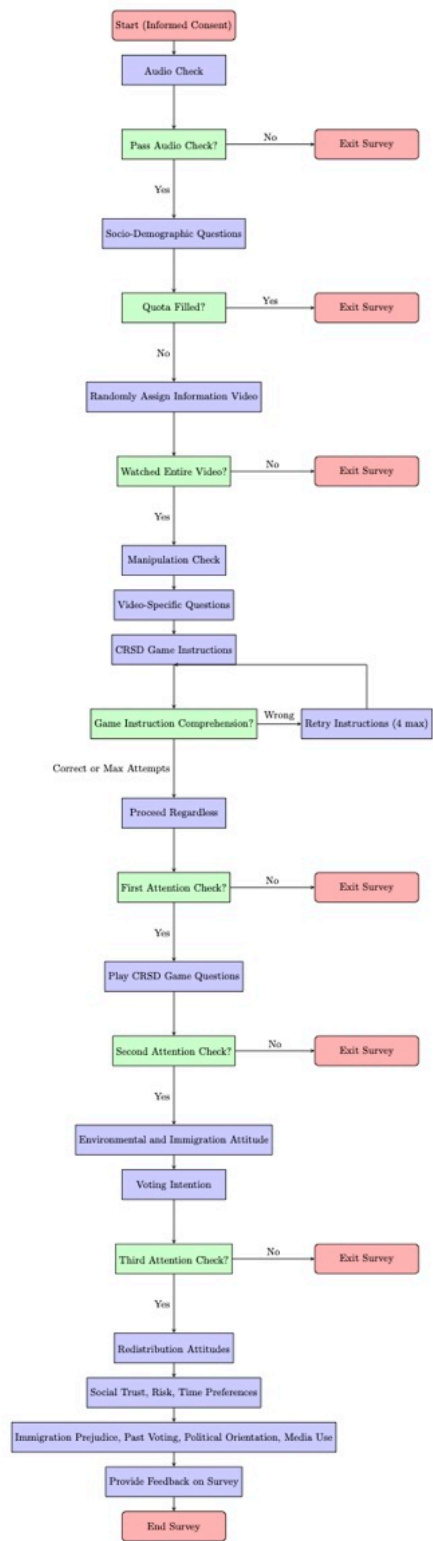 Start (Informed Consent)
Audio Check
Pass Audio Check?
No
Exit Survey
Yes
Socio-Demographic Questions
Quota Filled?
Yes
Exit Survey
No
Randomly Assign Information Video
Watched Entire Video?
No
Exit Survey
Yes
Manipulation Check
Video-Specific Questions
CRSD Game Instructions
Game Instruction Comprehension?
Wrong
Retry Instructions (4 max)
Correct or Max Attempts
Proceed Regardless
First Attention Check?
No
Exit Survey
Yes
Play CRSD Game Questions
Second Attention Check?
No
Exit Survey
Yes
Environmental and Immigration Attitude
Voting Intention
Third Attention Check?
No
Exit Survey
Yes
Redistribution Attitudes
Social Trust, Risk, Time Preferences
Immigration Prejudice, Past Voting, Political Orientation, Media Use
Provide Feedback on Survey
End Survey